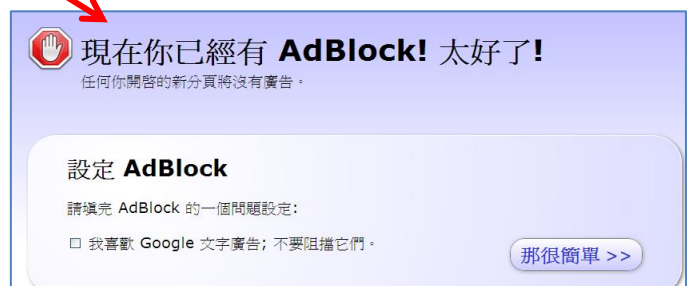 現在你已經有 AdBlock! 太好了!
任何你開啓的新分頁將沒有廣告。
設定 AdBlock
請填完 AdBlock 的一個問題設定:
我喜歡 Google 文字廣告; 不要阻擋它們。
那很簡單 >>